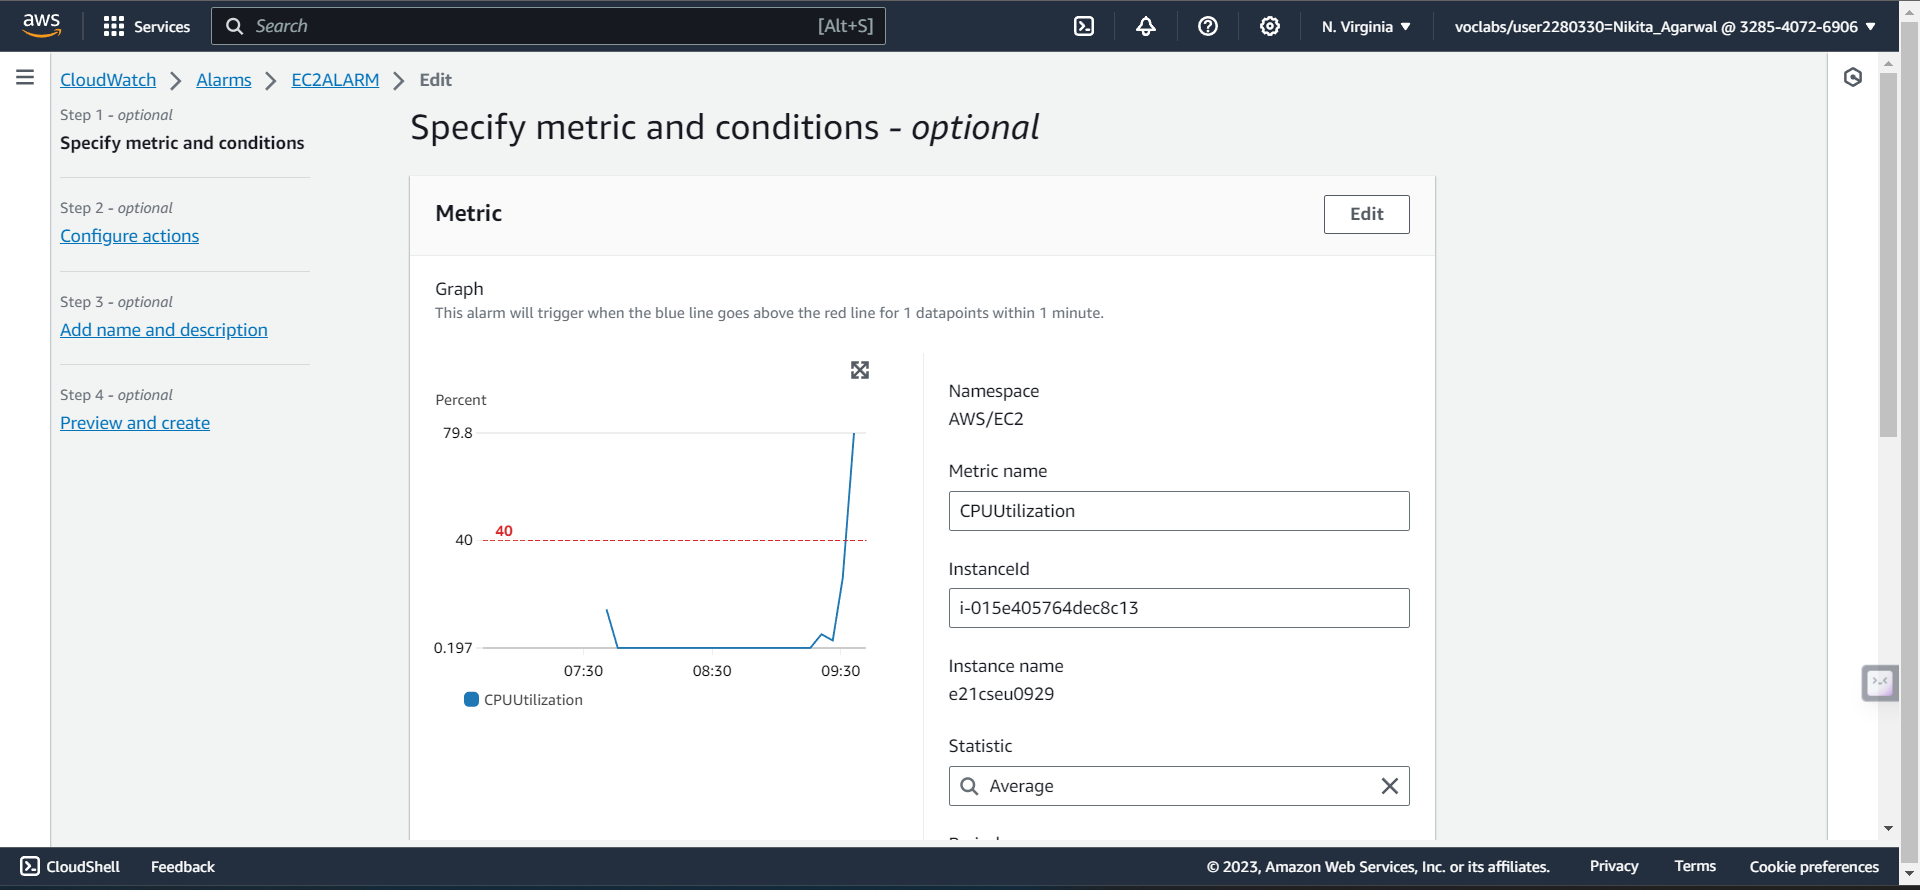 aws Services Search [Alt+S] N. Virginia voclabs/user2280330=Nikita_Agarwal @ 3285-4072-6906
CloudWatch Alarms EC2ALARM Edit
Step 1 - optional
Specify metric and conditions
Step 2 - optional
Configure actions
Step 3 - optional
Add name and description
Step 4 - optional
Preview and create
Specify metric and conditions - optional
Metric
Edit
Graph
This alarm will trigger when the blue line goes above the red line for 1 datapoints within 1 minute.
Percent
79.8
40
40
0.197
07:30 08:30 09:30
CPUUtilization
Namespace
AWS/EC2
Metric name
CPUUtilization
InstanceId
i-015e405764dec8c13
Instance name
e21cseu0929
Statistic
Average
CloudShell Feedback © 2023, Amazon Web Services, Inc. or its affiliates. Privacy Terms Cookie preferences